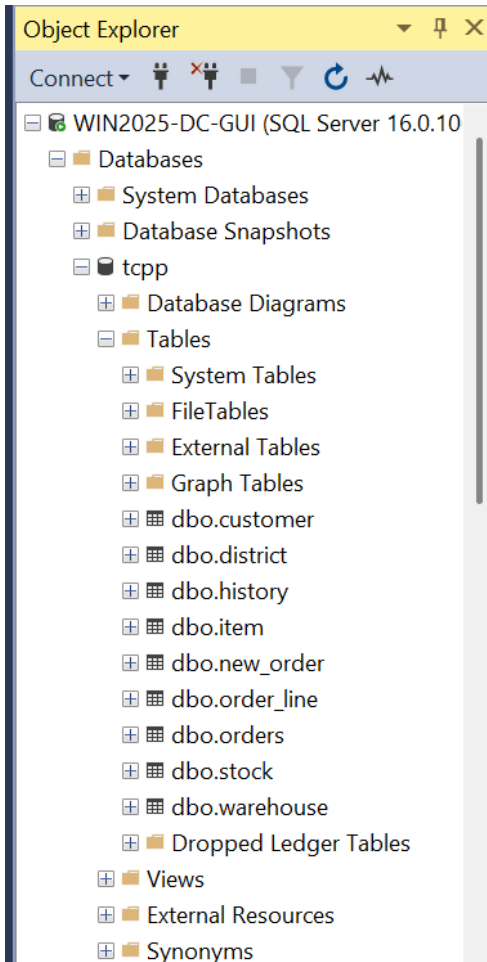 Object Explorer
Connect
WIN2025-DC-GUI (SQL Server 16.0.10
Databases
System Databases
Database Snapshots
tcpp
Database Diagrams
Tables
System Tables
FileTables
External Tables
Graph Tables
dbo.customer
dbo.district
dbo.history
dbo.item
dbo.new_order
dbo.order_line
dbo.orders
dbo.stock
dbo.warehouse
Dropped Ledger Tables
Views
External Resources
Synonyms